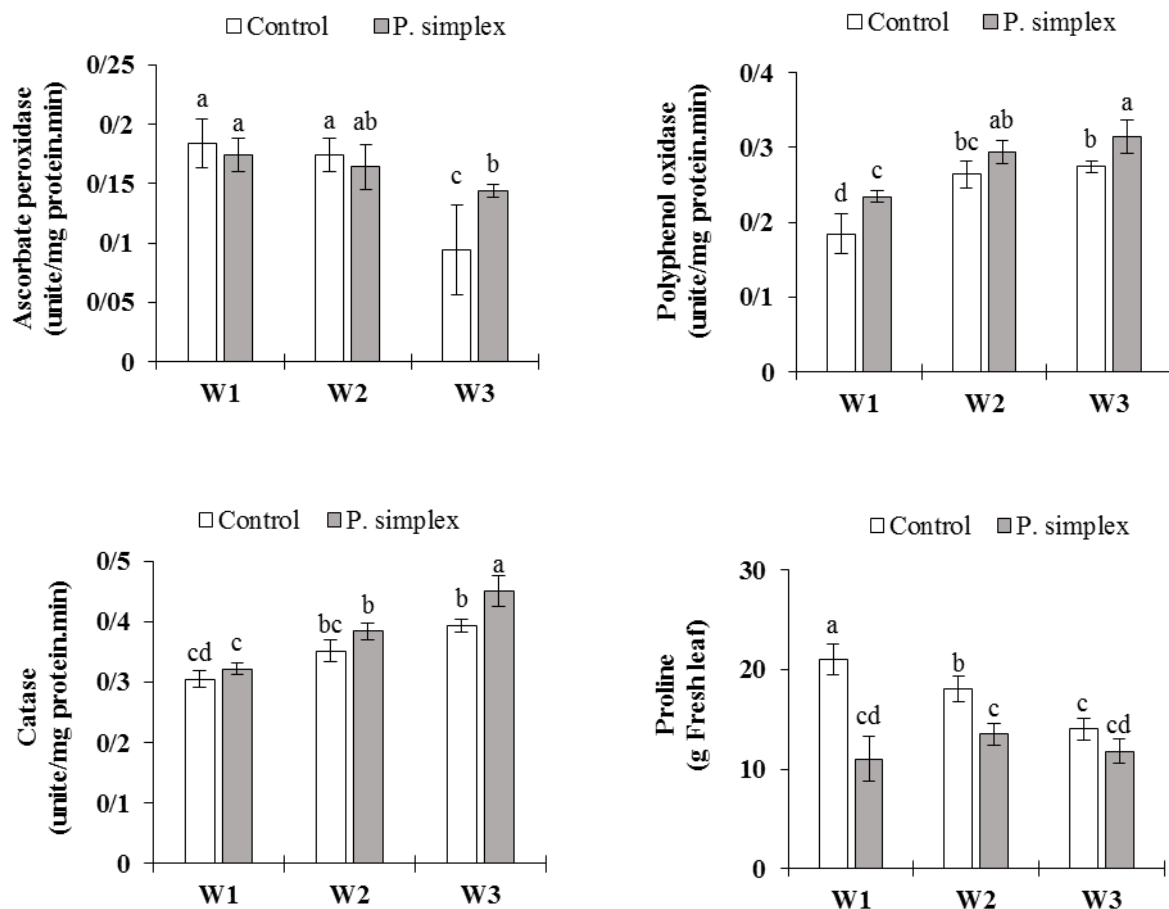 Control P. simplex
Ascorbate peroxidase
(unite/mg protein.min)
0/25
0/2
0/15
0/1
0/05
0
a a a ab c b
W1 W2 W3
Control P. simplex
Polyphenol oxidase
(unite/mg protein.min)
0/4
0/3
0/2
0/1
0
d c bc ab b a
W1 W2 W3
Control P. simplex
Catase
(unite/mg protein.min)
0/5
0/4
0/3
0/2
0/1
0
cd c bc b b a
W1 W2 W3
Control P. simplex
Proline
(g Fresh leaf)
30
20
10
0
a cd b c c cd
W1 W2 W3